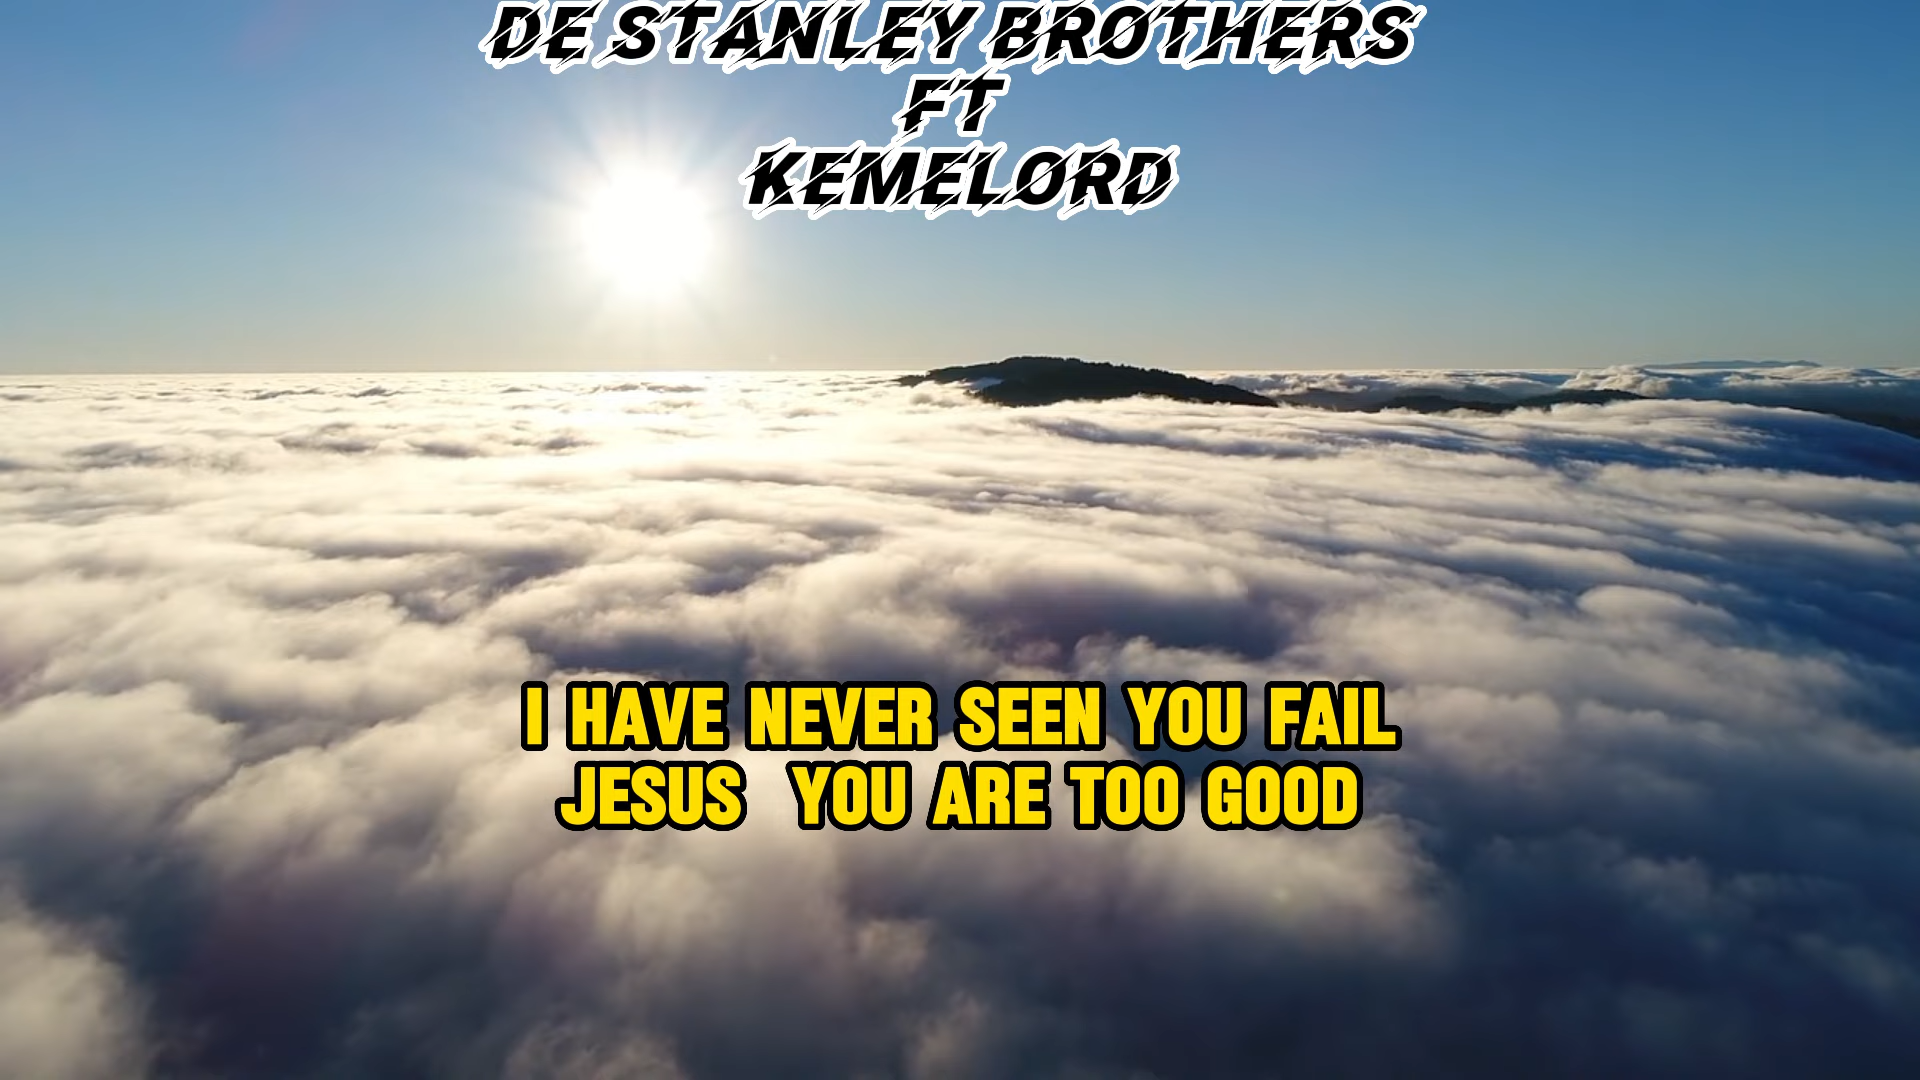 DE STANLEY BROTHERS
FT
KEMELORD
I HAVE NEVER SEEN YOU FAIL
JESUS  YOU ARE TOO GOOD